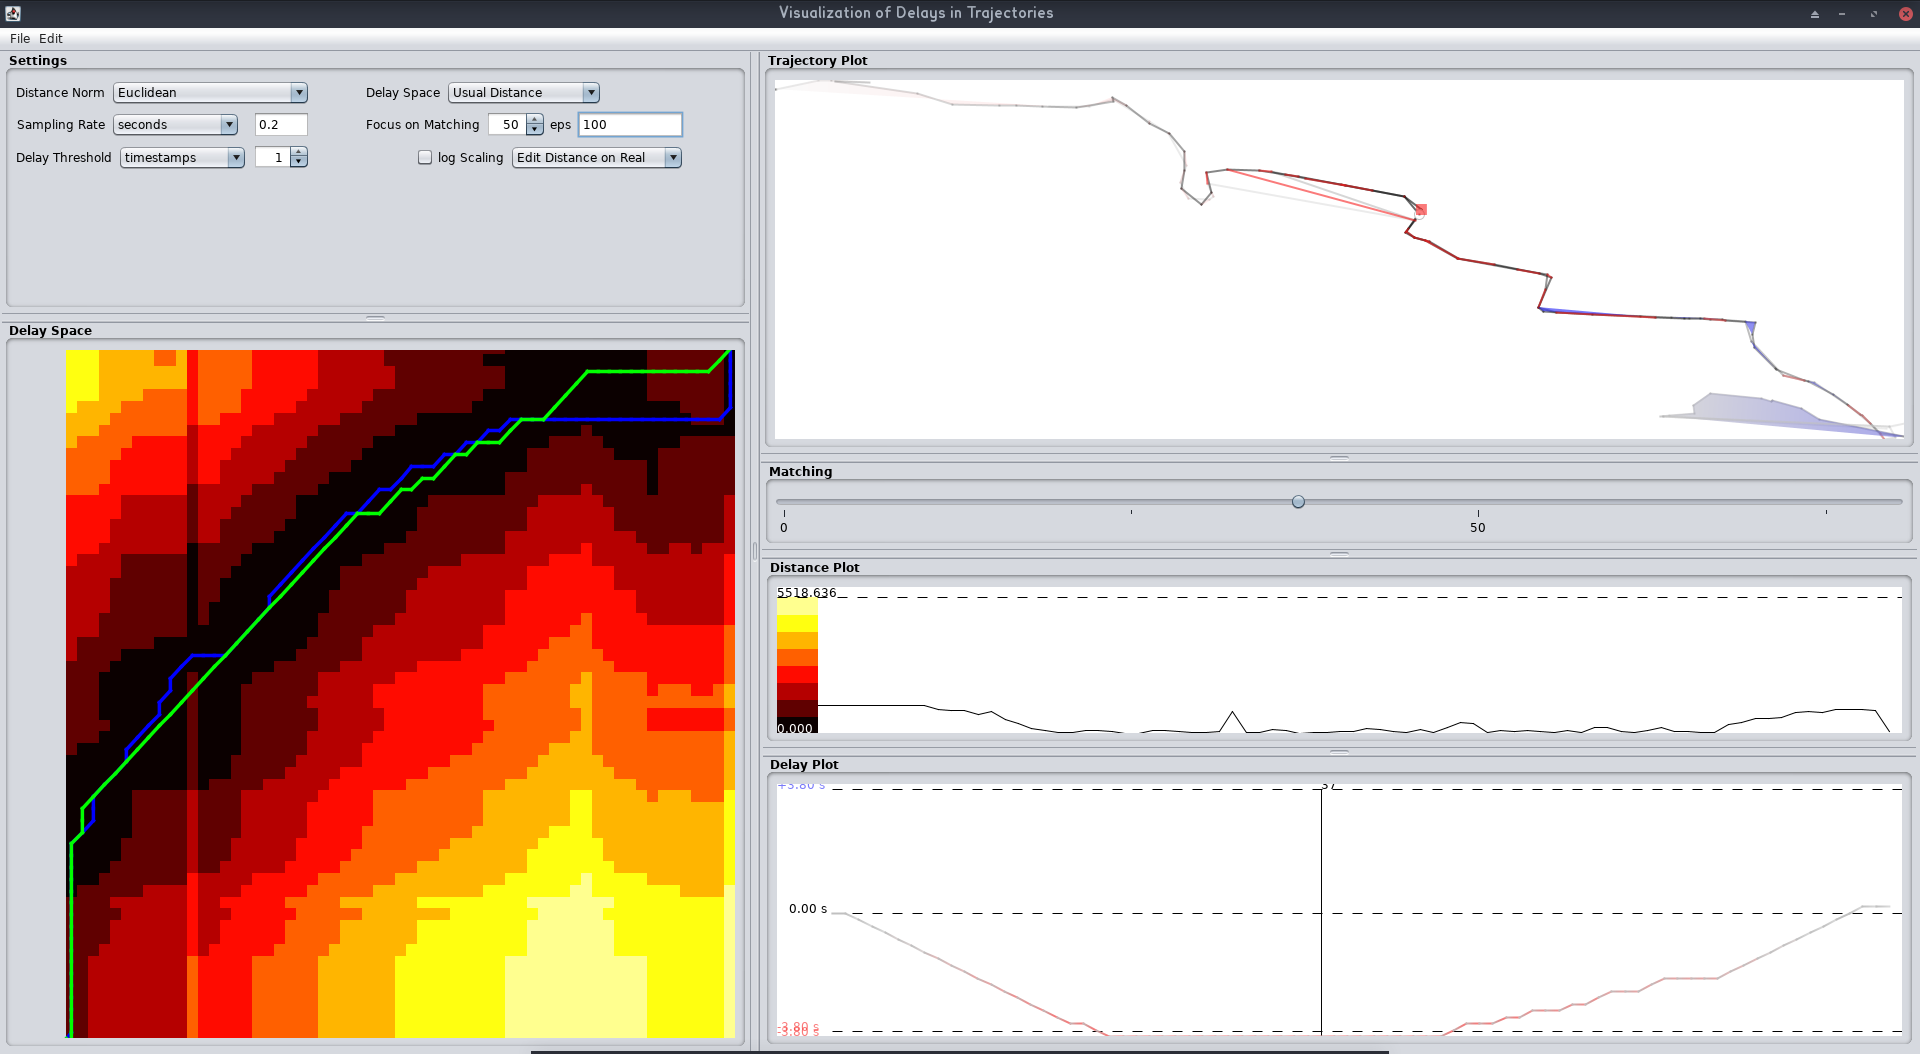 Visualization of Delays in Trajectories
File Edit
Settings
Distance Norm Euclidean Delay Space Usual Distance
Sampling Rate seconds 0.2 Focus on Matching 50 eps 100
Delay Threshold timestamps 1 log Scaling Edit Distance on Real
Delay Space
Trajectory Plot
Matching
0 50
Distance Plot
5518.636
0.000
Delay Plot
+3.80 s
37
0.00 s
-3.80 s